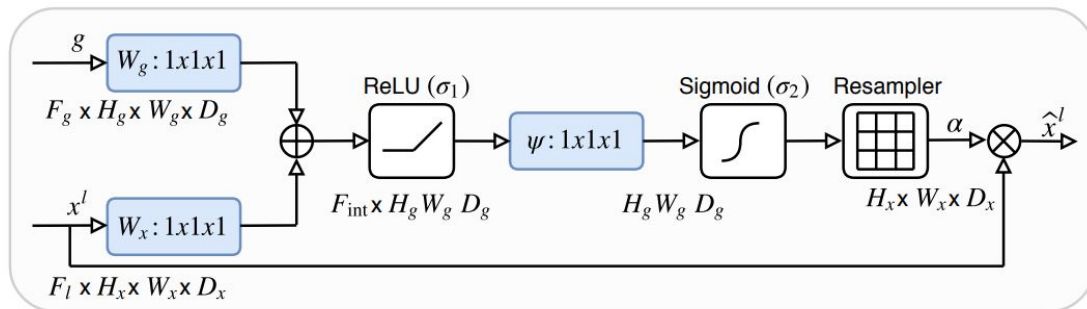 g
W_g : 1x1x1
F_g x H_g x W_g x D_g
x^l
W_x : 1x1x1
F_l x H_x x W_x x D_x
ReLU (σ_1)
F_int x H_g W_g D_g
ψ : 1x1x1
Sigmoid (σ_2)
H_g W_g D_g
Resampler
α
H_x x W_x x D_x
x̂^l